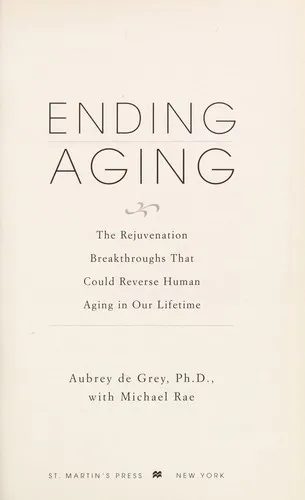 ENDING
AGING
The Rejuvenation
Breakthroughs That
Could Reverse Human
Aging in Our Lifetime
Aubrey de Grey, Ph.D.,
with Michael Rae
ST. MARTIN'S PRESS NEW YORK